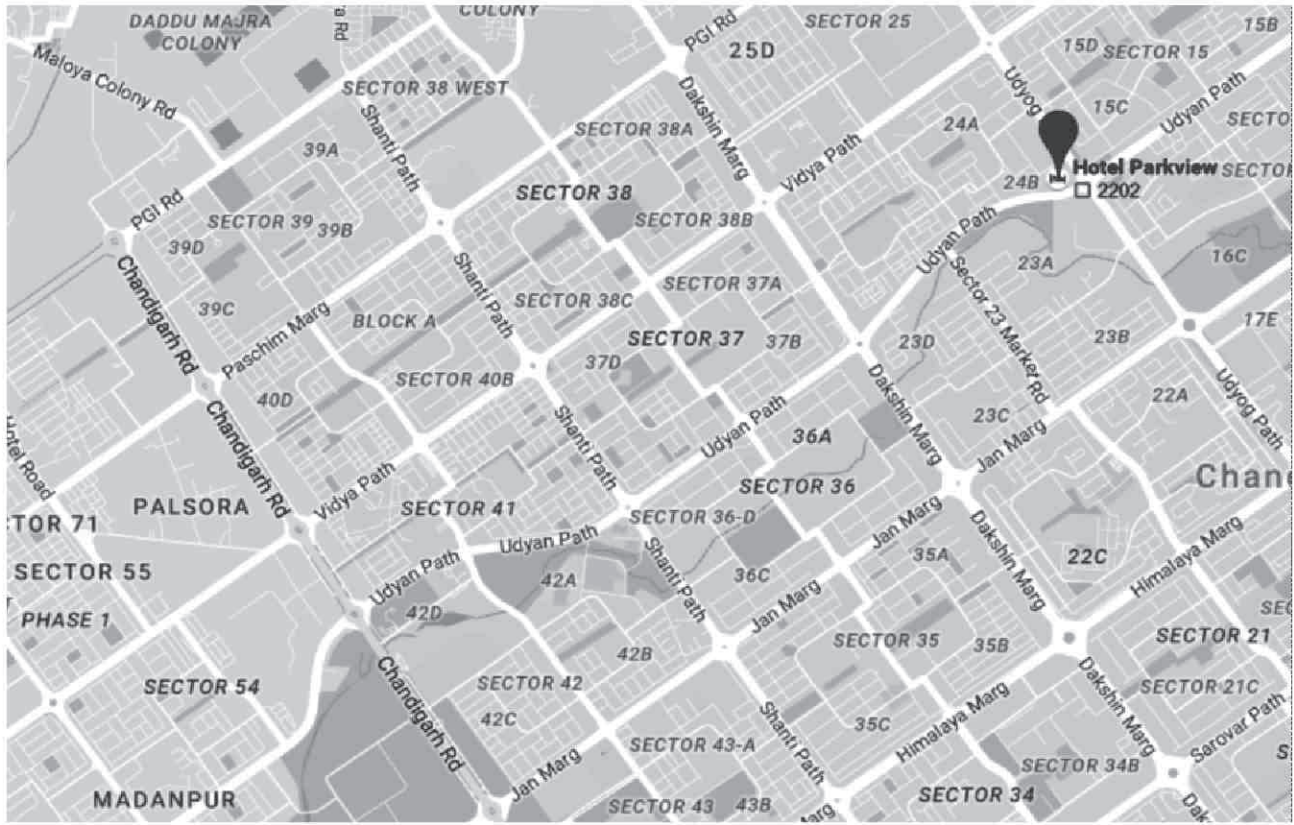 DADDU MAJRA
COLONY
COLONY
Maloya Colony Rd
PGI Rd
25D
SECTOR 25
15B
15D
SECTOR 15
15C
Udyog
Udyan Path
SECTOR 38 WEST
Shanti Path
39A
SECTOR 38A
Dakshin Marg
Vidya Path
24A
24B
Hotel Parkview
2202
SECTOR 38
SECTOR 38B
PGI Rd
39D
SECTOR 39
39B
39C
Chandigarh Rd
Paschim Marg
BLOCK A
Shanti Path
SECTOR 38C
SECTOR 37A
SECTOR 37
37B
37D
Udyan Path
Sector 23 Marker Rd
23A
16C
17E
23B
23D
23C
22A
Udyog Path
SECTOR 40B
40D
Chandigarh Rd
Hotel Road
PALSORA
Vidya Path
SECTOR 41
Shanti Path
Udyan Path
36A
SECTOR 36
Dakshin Marg
Jan Marg
Chan
CTOR 71
SECTOR 55
PHASE 1
Udyan Path
Udyan Path
42A
42D
SECTOR 36-D
Shanti Path
36C
Jan Marg
Jan Marg
35A
Dakshin Marg
22C
Himalaya Marg
SECTOR 54
Chandigarh Rd
42B
SECTOR 42
42C
SECTOR 35
35B
35C
SECTOR 21
SECTOR 21C
Dakshin Marg
Sarovar Path
MADANPUR
Jan Marg
SECTOR 43-A
SECTOR 43
43B
Shanti Path
Himalaya Marg
SECTOR 34
SECTOR 34B
Marg